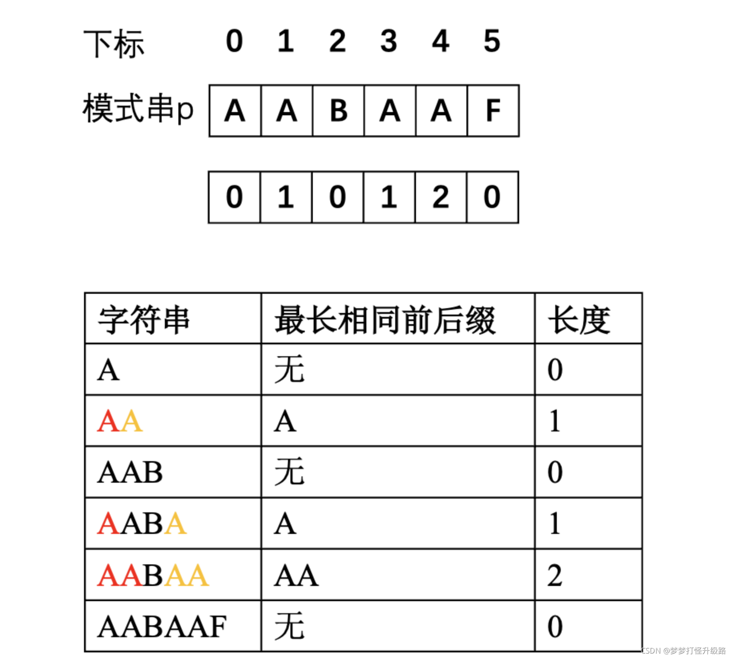 下标 0 1 2 3 4 5
模式串p A A B A A F
0 1 0 1 2 0
字符串 最长相同前后缀 长度
A 无 0
AA A 1
AAB 无 0
AABA A 1
AABAA AA 2
AABAAF 无 0
CSDN @梦梦打怪升级路